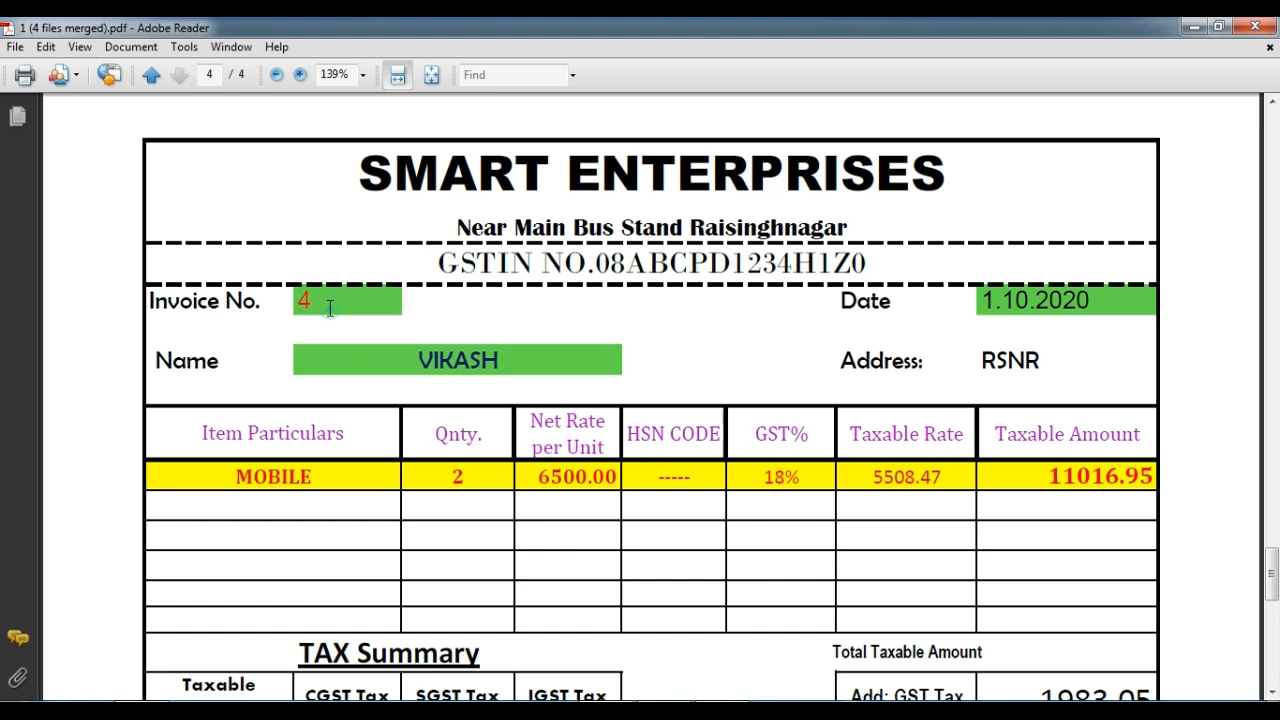 1 (4 files merged).pdf - Adobe Reader
File Edit View Document Tools Window Help
4 / 4 139% Find
SMART ENTERPRISES
Near Main Bus Stand Raisinghnagar
GSTIN NO.08ABCPD1234H1Z0
Invoice No. 4 Date 1.10.2020
Name VIKASH Address: RSNR
Item Particulars Qnty. Net Rate per Unit HSN CODE GST% Taxable Rate Taxable Amount
MOBILE 2 6500.00 ----- 18% 5508.47 11016.95
TAX Summary Total Taxable Amount
Taxable CGST Tax SGST Tax IGST Tax Add: GST Tax 1983.05